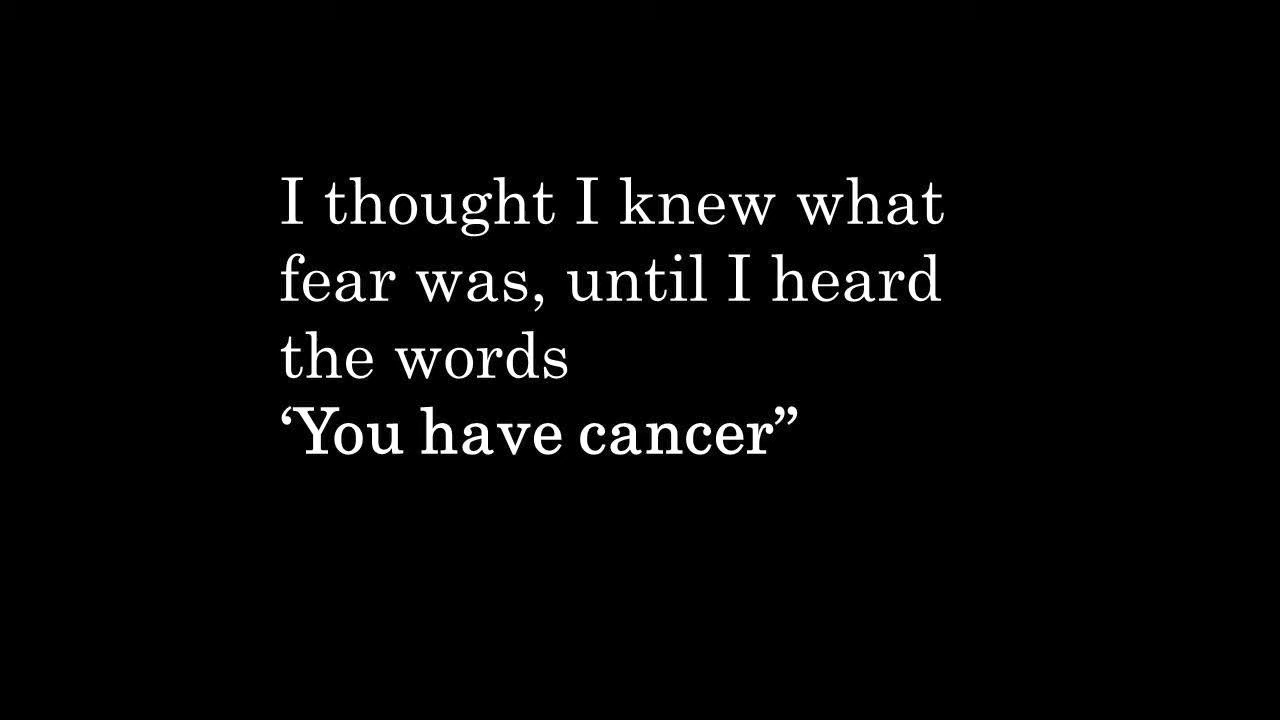 I thought I knew what
fear was, until I heard
the words
‘You have cancer”